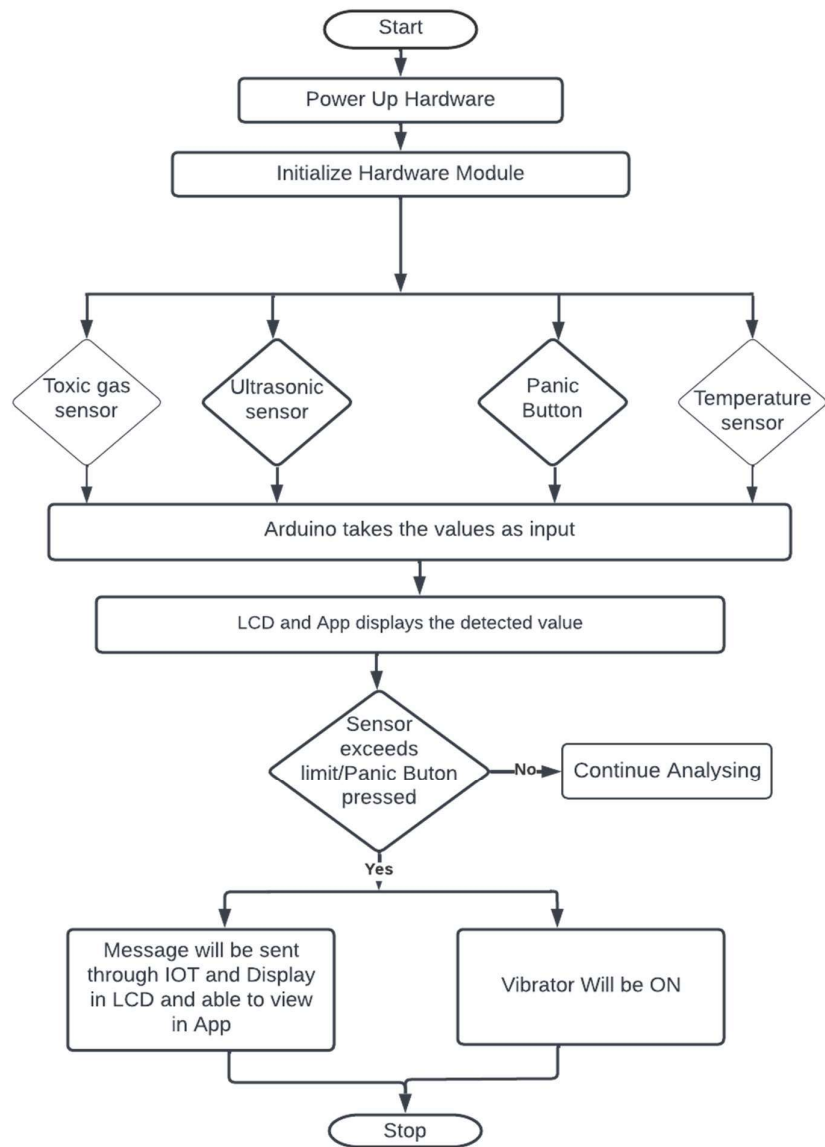 Start
Power Up Hardware
Initialize Hardware Module
Toxic gas
sensor
Ultrasonic
sensor
Panic
Button
Temperature
sensor
Arduino takes the values as input
LCD and App displays the detected value
Sensor
exceeds
limit/Panic Buton
pressed
No
Continue Analysing
Yes
Message will be sent
through IOT and Display
in LCD and able to view
in App
Vibrator Will be ON
Stop